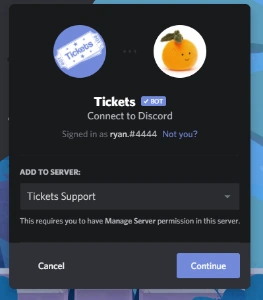 Tickets
Tickets ✓ BOT
Connect to Discord
Signed in as ryan.#4444 Not you?
ADD TO SERVER:
Tickets Support
This requires you to have Manage Server permission in this server.
Cancel Continue